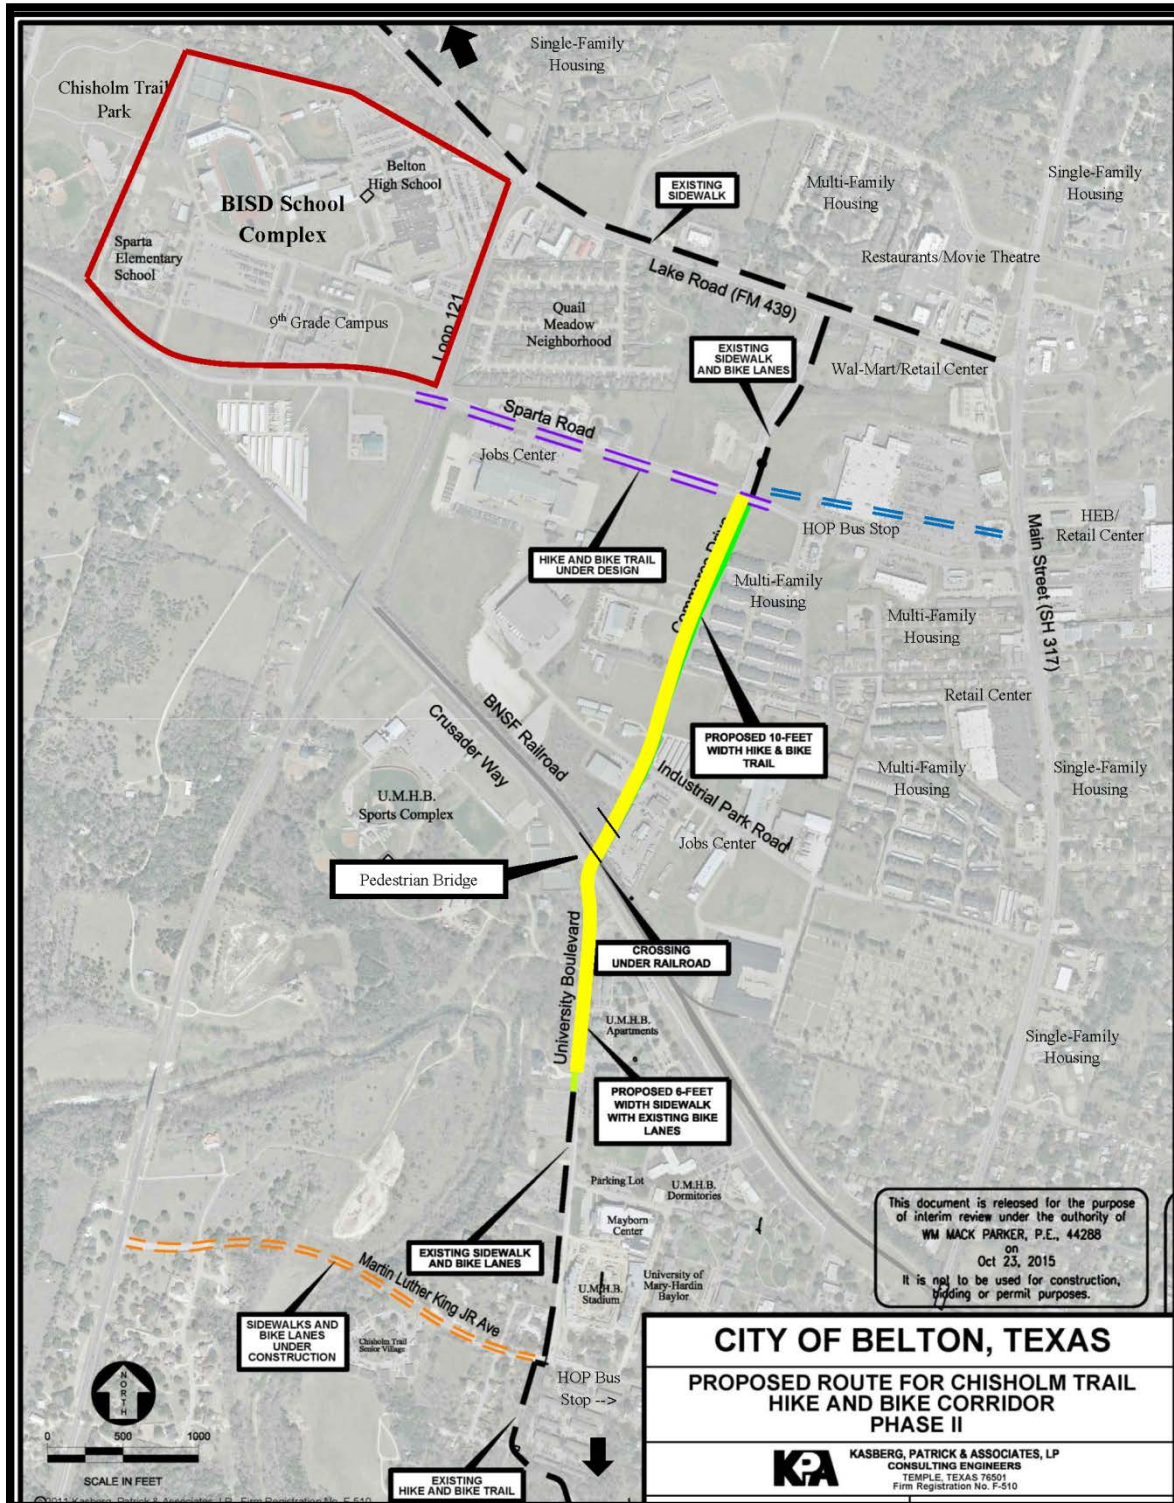 Single-Family
Housing
Chisholm Trail
Park
Belton
High School
BISD School
Complex
Sparta
Elementary
School
9th Grade Campus
Loop 121
EXISTING
SIDEWALK
Multi-Family
Housing
Single-Family
Housing
Restaurants/Movie Theatre
Lake Road (FM 439)
Quail
Meadow
Neighborhood
EXISTING
SIDEWALK
AND BIKE LANES
Wal-Mart/Retail Center
Sparta Road
Jobs Center
HOP Bus Stop
HEB/
Retail Center
Main Street (SH 317)
HIKE AND BIKE TRAIL
UNDER DESIGN
Commerce Drive
Multi-Family
Housing
Multi-Family
Housing
Retail Center
BNSF Railroad
Crusader Way
PROPOSED 10-FEET
WIDTH HIKE & BIKE
TRAIL
Multi-Family
Housing
Single-Family
Housing
Industrial Park Road
U.M.H.B.
Sports Complex
Jobs Center
Pedestrian Bridge
CROSSING
UNDER RAILROAD
University Boulevard
U.M.H.B.
Apartments
Single-Family
Housing
PROPOSED 6-FEET
WIDTH SIDEWALK
WITH EXISTING BIKE
LANES
Parking Lot
U.M.H.B.
Dormitories
Mayborn
Center
EXISTING SIDEWALK
AND BIKE LANES
U.M.H.B.
Stadium
University of
Mary-Hardin
Baylor
Martin Luther King JR Ave
SIDEWALKS AND
BIKE LANES
UNDER
CONSTRUCTION
Chisholm Trail
Senior Village
HOP Bus
Stop -->
EXISTING
HIKE AND BIKE TRAIL
NORTH
0 500 1000
SCALE IN FEET
©2011 Kasberg, Patrick & Associates, LP Firm Registration No. F-510
This document is released for the purpose
of interim review under the authority of
WM MACK PARKER, P.E., 44288
on
Oct 23, 2015
It is not to be used for construction,
bidding or permit purposes.
CITY OF BELTON, TEXAS
PROPOSED ROUTE FOR CHISHOLM TRAIL
HIKE AND BIKE CORRIDOR
PHASE II
KPA
KASBERG, PATRICK & ASSOCIATES, LP
CONSULTING ENGINEERS
TEMPLE, TEXAS 76501
Firm Registration No. F-510